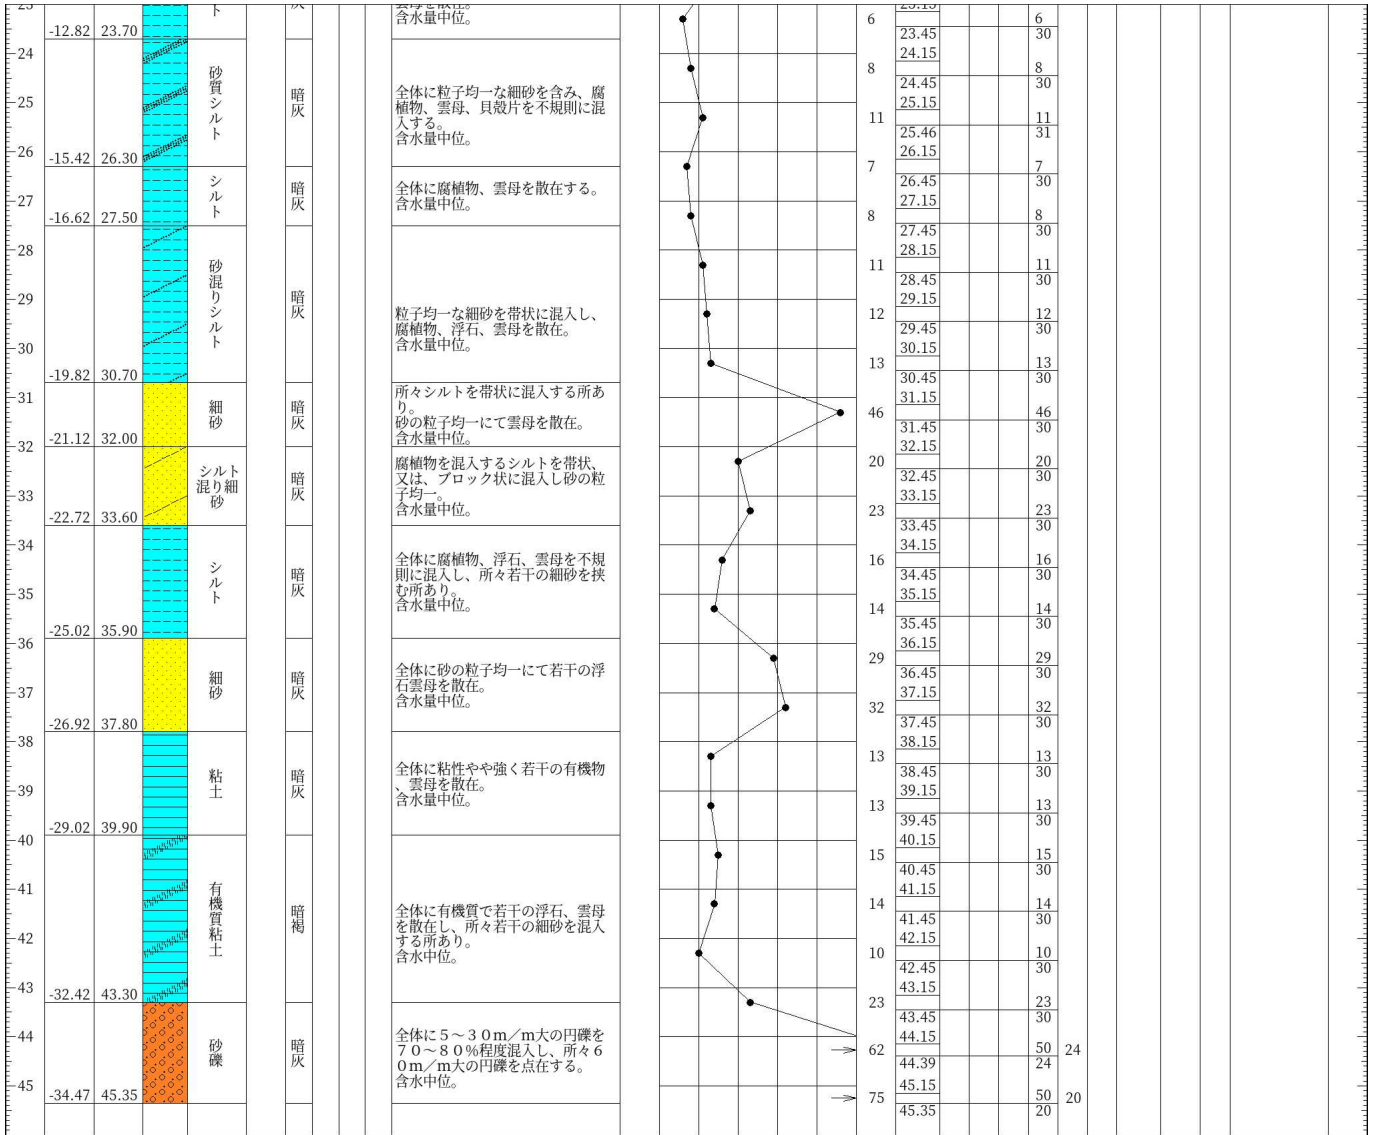 ト
含水量中位。
6
6
23.45
30
-12.82 23.70
24
24.15
8
8
24.45
30
砂質シルト
暗灰
全体に粒子均一な細砂を含み、腐
植物、雲母、貝殻片を不規則に混
入する。
含水量中位。
25
25.15
11
11
25.46
31
26
26.15
-15.42 26.30
7
7
26.45
30
シルト
暗灰
全体に腐植物、雲母を散在する。
含水量中位。
27
27.15
-16.62 27.50
8
8
27.45
30
28
28.15
11
11
28.45
30
砂混りシルト
暗灰
粒子均一な細砂を帯状に混入し、
腐植物、浮石、雲母を散在。
含水量中位。
29
29.15
12
12
29.45
30
30
30.15
-19.82 30.70
13
13
30.45
30
31
31.15
細砂
暗灰
所々シルトを帯状に混入する所あ
り。
砂の粒子均一にて雲母を散在。
含水量中位。
46
46
31.45
30
-21.12 32.00
32
32.15
シルト
混り細
砂
暗灰
腐植物を混入するシルトを帯状、
又は、ブロック状に混入し砂の粒
子均一。
含水量中位。
20
20
32.45
30
33
33.15
-22.72 33.60
23
23
33.45
30
34
34.15
シルト
暗灰
全体に腐植物、浮石、雲母を不規
則に混入し、所々若干の細砂を挟
む所あり。
含水量中位。
16
16
34.45
30
35
35.15
14
14
35.45
30
-25.02 35.90
36
36.15
細砂
暗灰
全体に砂の粒子均一にて若干の浮
石雲母を散在。
含水量中位。
29
29
36.45
30
37
37.15
-26.92 37.80
32
32
37.45
30
38
38.15
粘土
暗灰
全体に粘性やや強く若干の有機物
、雲母を散在。
含水量中位。
13
13
38.45
30
39
39.15
-29.02 39.90
13
13
39.45
30
40
40.15
15
15
40.45
30
有機質粘土
暗褐
全体に有機質で若干の浮石、雲母
を散在し、所々若干の細砂を混入
する所あり。
含水中位。
41
41.15
14
14
41.45
30
42
42.15
10
10
42.45
30
43
43.15
-32.42 43.30
23
23
43.45
30
砂礫
暗灰
全体に５～３０ｍ／ｍ大の円礫を
７０～８０％程度混入し、所々６
０ｍ／ｍ大の円礫を点在する。
含水中位。
44
44.15
62
50 24
44.39
24
45
45.15
-34.47 45.35
75
50 20
45.35
20